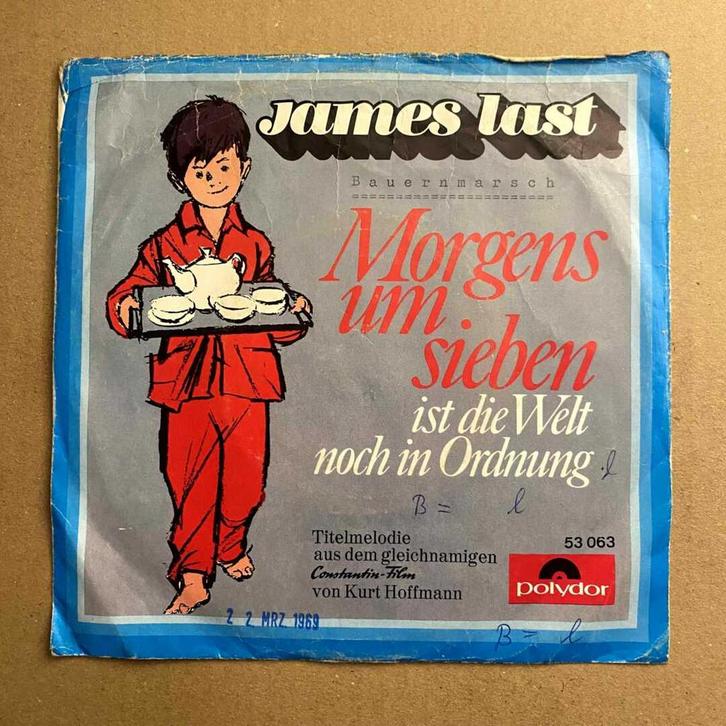 James Last
Bauernmarsch
Morgens
um
sieben
ist die Welt
noch in Ordnung
l
B = l
Titelmelodie
aus dem gleichnamigen
Constantin-Film
von Kurt Hoffmann
53 063
polydor
2 2. MRZ. 1969
B = l